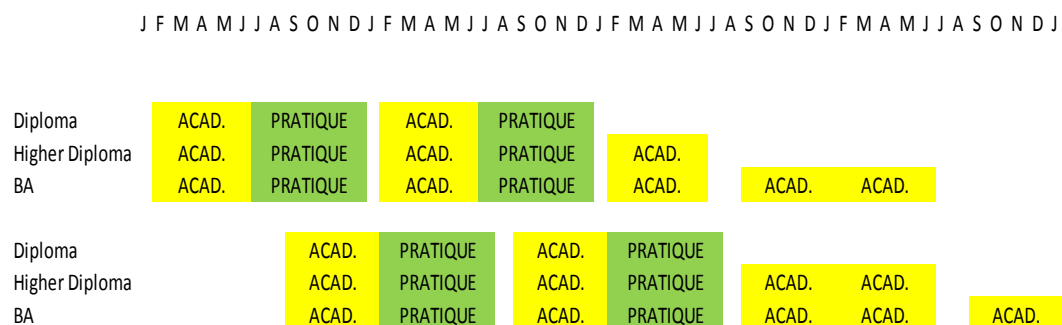 J F M A M J J A S O N D J F M A M J J A S O N D J F M A M J J A S O N D J F M A M J J A S O N D J
Diploma ACAD. PRATIQUE ACAD. PRATIQUE
Higher Diploma ACAD. PRATIQUE ACAD. PRATIQUE ACAD.
BA ACAD. PRATIQUE ACAD. PRATIQUE ACAD. ACAD. ACAD.
Diploma ACAD. PRATIQUE ACAD. PRATIQUE
Higher Diploma ACAD. PRATIQUE ACAD. PRATIQUE ACAD. ACAD.
BA ACAD. PRATIQUE ACAD. PRATIQUE ACAD. ACAD. ACAD.